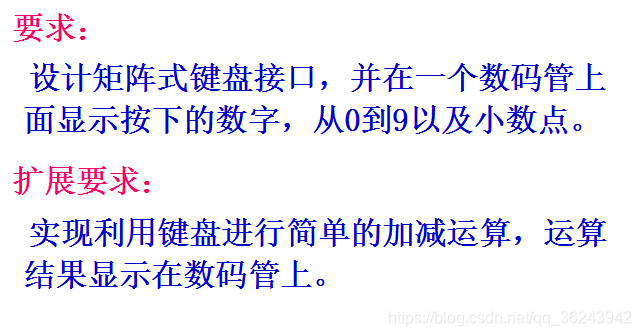 要求：
设计矩阵式键盘接口，并在一个数码管上
面显示按下的数字，从0到9以及小数点。
扩展要求：
实现利用键盘进行简单的加减运算，运算
结果显示在数码管上。
https://blog.csdn.net/qq_36243942